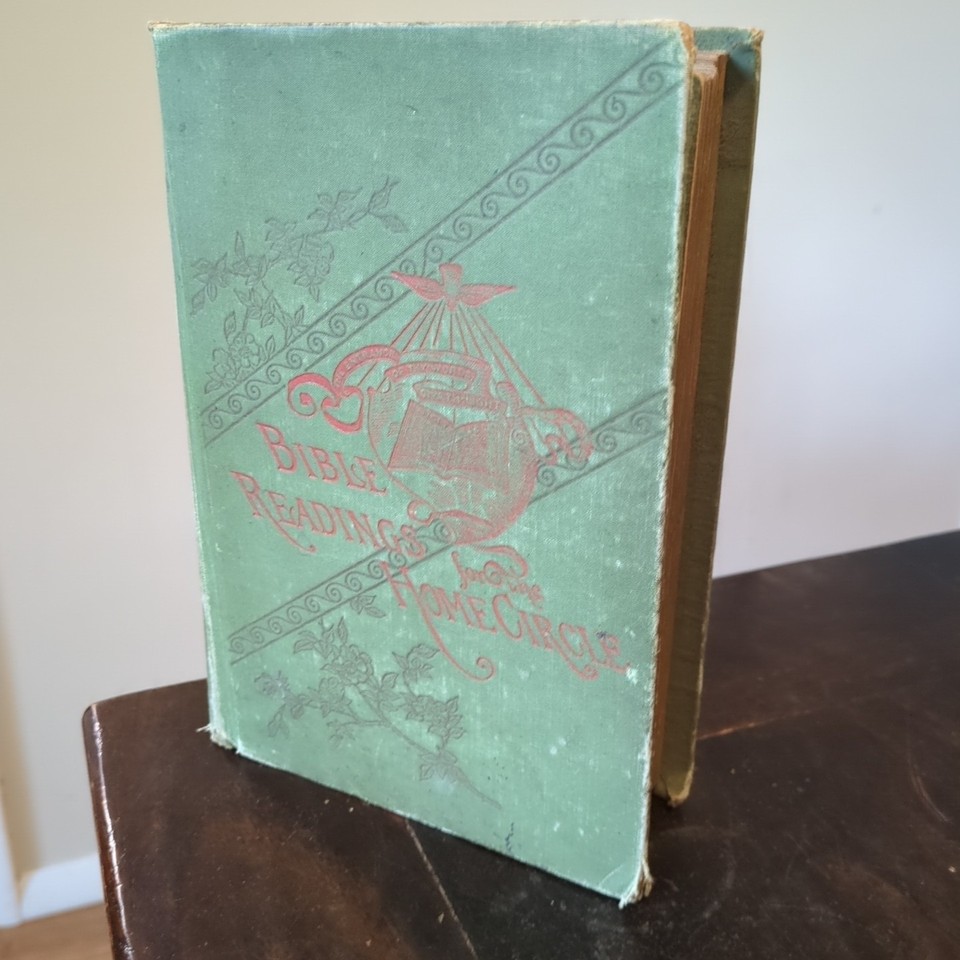 BIBLE
READINGS
for the
HOME CIRCLE